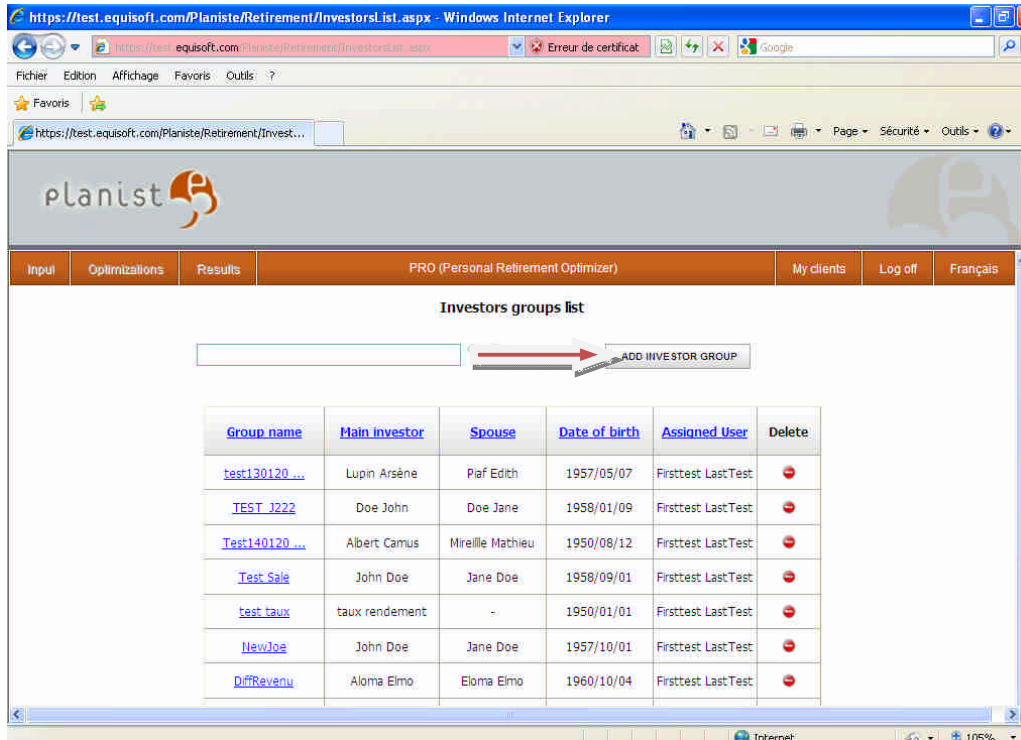 https://test.equisoft.com/Planiste/Retirement/InvestorsList.aspx - Windows Internet Explorer
https://test.equisoft.com/Planiste/Retirement/InvestorsList.aspx Erreur de certificat Google
Fichier Edition Affichage Favoris Outils ?
Favoris
https://test.equisoft.com/Planiste/Retirement/Invest... Page Sécurité Outils
planist
Input Optimizations Results PRO (Personal Retirement Optimizer) My clients Log off Français
Investors groups list
ADD INVESTOR GROUP
Group name Main investor Spouse Date of birth Assigned User Delete
test130120 ... Lupin Arsène Piaf Edith 1957/05/07 Firsttest LastTest
TEST_J222 Doe John Doe Jane 1958/01/09 Firsttest LastTest
Test140120 ... Albert Camus Mireille Mathieu 1950/08/12 Firsttest LastTest
Test Sale John Doe Jane Doe 1958/09/01 Firsttest LastTest
test taux taux rendement - 1950/01/01 Firsttest LastTest
NewJoe John Doe Jane Doe 1957/10/01 Firsttest LastTest
DiffRevenu Aloma Elmo Eloma Elmo 1960/10/04 Firsttest LastTest
Internet 105%